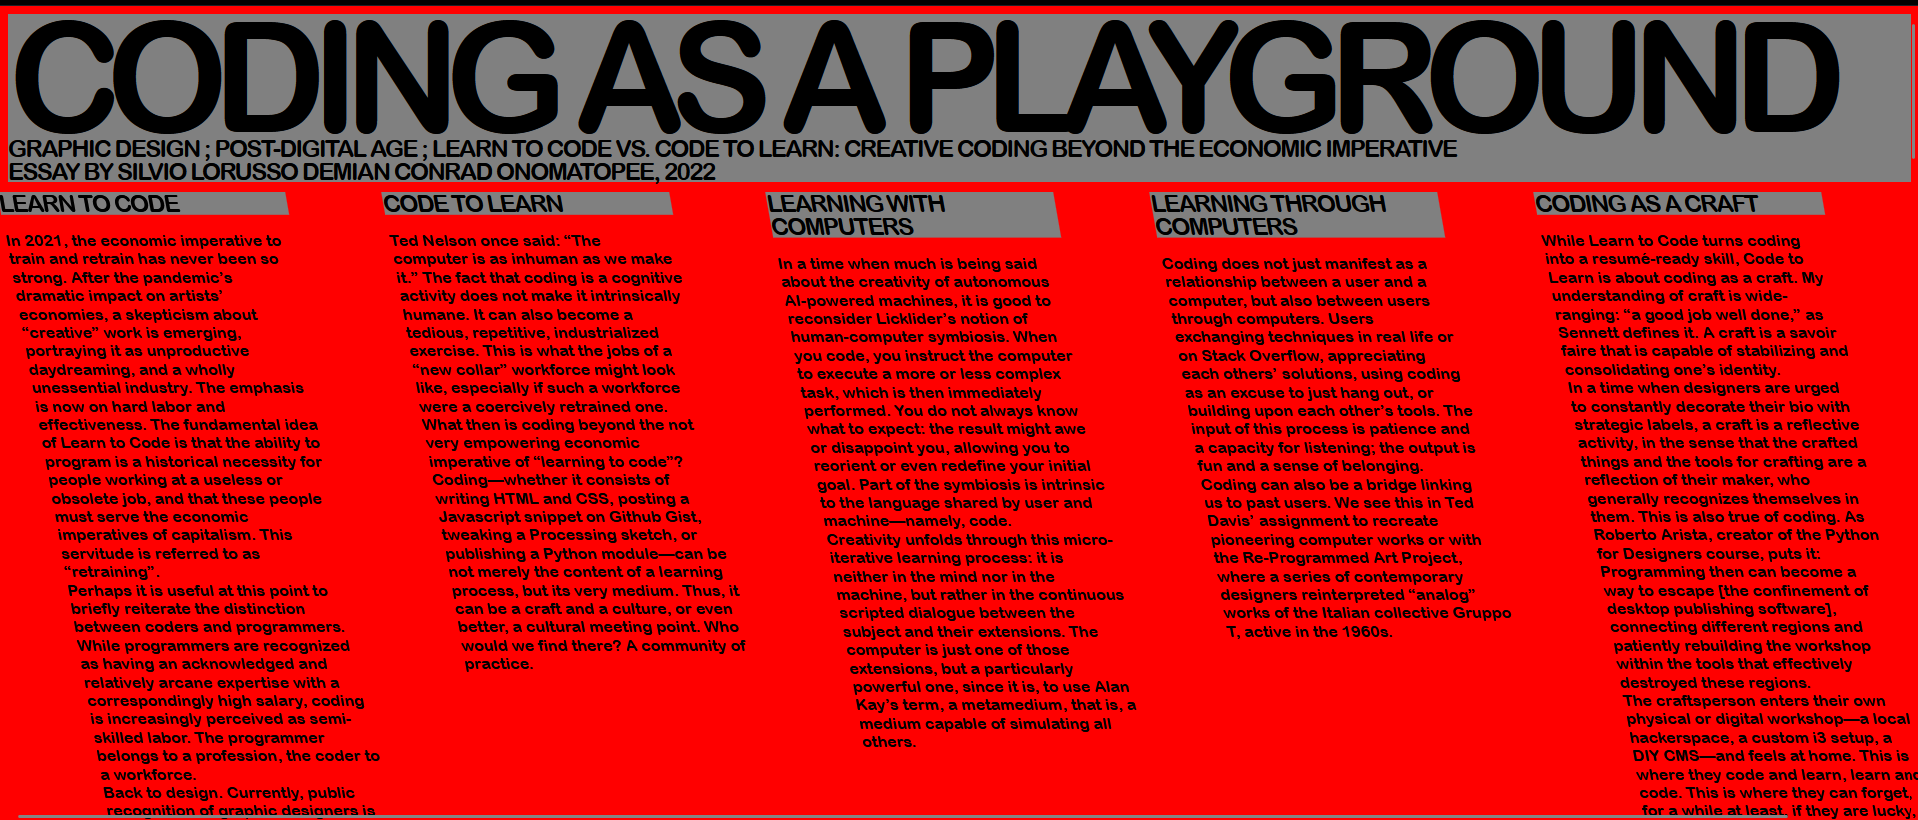 CODING AS A PLAYGROUND
GRAPHIC DESIGN ; POST-DIGITAL AGE ; LEARN TO CODE VS. CODE TO LEARN: CREATIVE CODING BEYOND THE ECONOMIC IMPERATIVE
ESSAY BY SILVIO LORUSSO DEMIAN CONRAD ONOMATOPEE, 2022
LEARN TO CODE
In 2021, the economic imperative to
train and retrain has never been so
strong. After the pandemic's
dramatic impact on artists'
economies, a skepticism about
“creative” work is emerging,
portraying it as unproductive
daydreaming, and a wholly
unessential industry. The emphasis
is now on hard labor and
effectiveness. The fundamental idea
of Learn to Code is that the ability to
program is a historical necessity for
people working at a useless or
obsolete job, and that these people
must serve the economic
imperatives of capitalism. This
servitude is referred to as
“retraining”.
Perhaps it is useful at this point to
briefly reiterate the distinction
between coders and programmers.
While programmers are recognized
as having an acknowledged and
relatively arcane expertise with a
correspondingly high salary, coding
is increasingly perceived as semi-
skilled labor. The programmer
belongs to a profession, the coder to
a workforce.
Back to design. Currently, public
recognition of graphic designers is
CODE TO LEARN
Ted Nelson once said: “The
computer is as inhuman as we make
it.” The fact that coding is a cognitive
activity does not make it intrinsically
humane. It can also become a
tedious, repetitive, industrialized
exercise. This is what the jobs of a
“new collar” workforce might look
like, especially if such a workforce
were a coercively retrained one.
What then is coding beyond the not
very empowering economic
imperative of “learning to code”?
Coding—whether it consists of
writing HTML and CSS, posting a
Javascript snippet on Github Gist,
tweaking a Processing sketch, or
publishing a Python module—can be
not merely the content of a learning
process, but its very medium. Thus, it
can be a craft and a culture, or even
better, a cultural meeting point. Who
would we find there? A community of
practice.
LEARNING WITH
COMPUTERS
In a time when much is being said
about the creativity of autonomous
AI-powered machines, it is good to
reconsider Licklider's notion of
human-computer symbiosis. When
you code, you instruct the computer
to execute a more or less complex
task, which is then immediately
performed. You do not always know
what to expect: the result might awe
or disappoint you, allowing you to
reorient or even redefine your initial
goal. Part of the symbiosis is intrinsic
to the language shared by user and
machine—namely, code.
Creativity unfolds through this micro-
iterative learning process: it is
neither in the mind nor in the
machine, but rather in the continuous
scripted dialogue between the
subject and their extensions. The
computer is just one of those
extensions, but a particularly
powerful one, since it is, to use Alan
Kay's term, a metamedium, that is, a
medium capable of simulating all
others.
LEARNING THROUGH
COMPUTERS
Coding does not just manifest as a
relationship between a user and a
computer, but also between users
through computers. Users
exchanging techniques in real life or
on Stack Overflow, appreciating
each others' solutions, using coding
as an excuse to just hang out, or
building upon each other's tools. The
input of this process is patience and
a capacity for listening; the output is
fun and a sense of belonging.
Coding can also be a bridge linking
us to past users. We see this in Ted
Davis' assignment to recreate
pioneering computer works or with
the Re-Programmed Art Project,
where a series of contemporary
designers reinterpreted “analog”
works of the Italian collective Gruppo
T, active in the 1960s.
CODING AS A CRAFT
While Learn to Code turns coding
into a resumé-ready skill, Code to
Learn is about coding as a craft. My
understanding of craft is wide-
ranging: “a good job well done,” as
Sennett defines it. A craft is a savoir
faire that is capable of stabilizing and
consolidating one's identity.
In a time when designers are urged
to constantly decorate their bio with
strategic labels, a craft is a reflective
activity, in the sense that the crafted
things and the tools for crafting are a
reflection of their maker, who
generally recognizes themselves in
them. This is also true of coding. As
Roberto Arista, creator of the Python
for Designers course, puts it:
Programming then can become a
way to escape [the confinement of
desktop publishing software],
connecting different regions and
patiently rebuilding the workshop
within the tools that effectively
destroyed these regions.
The craftsperson enters their own
physical or digital workshop—a local
hackerspace, a custom i3 setup, a
DIY CMS—and feels at home. This is
where they code and learn, learn and
code. This is where they can forget,
for a while at least, if they are lucky,